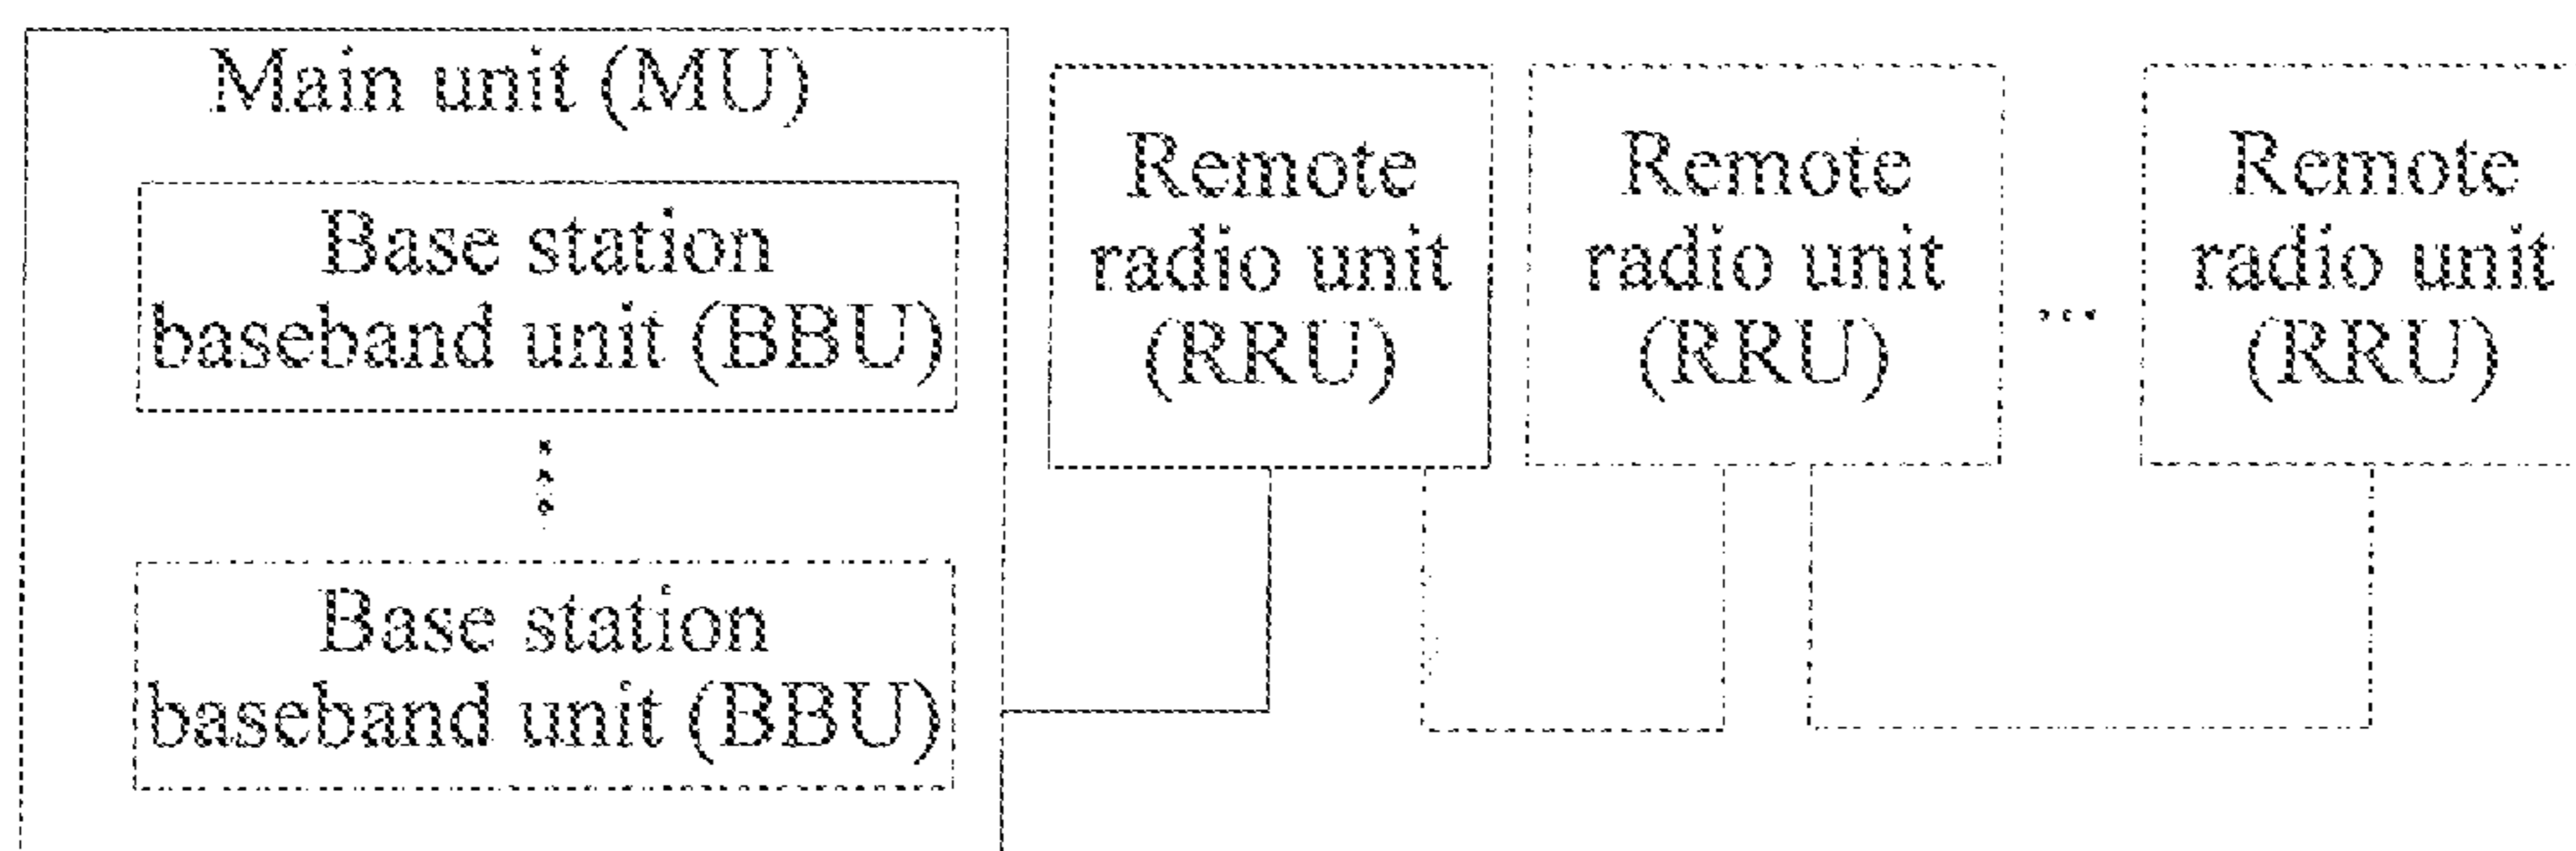 Main unit (MU)
Base station
baseband unit (BBU)
Base station
baseband unit (BBU)
Remote
radio unit
(RRU)
Remote
radio unit
(RRU)
...
Remote
radio unit
(RRU)